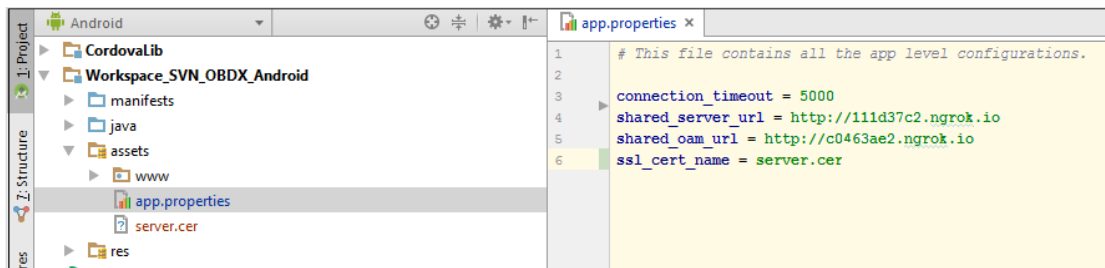 Android
app.properties
1: Project
7: Structure
CordovaLib
Workspace_SVN_OBDX_Android
manifests
java
assets
www
app.properties
server.cer
res
1 # This file contains all the app level configurations.
2
3 connection_timeout = 5000
4 shared_server_url = http://111d37c2.ngrok.io
5 shared_oam_url = http://c0463ae2.ngrok.io
6 ssl_cert_name = server.cer